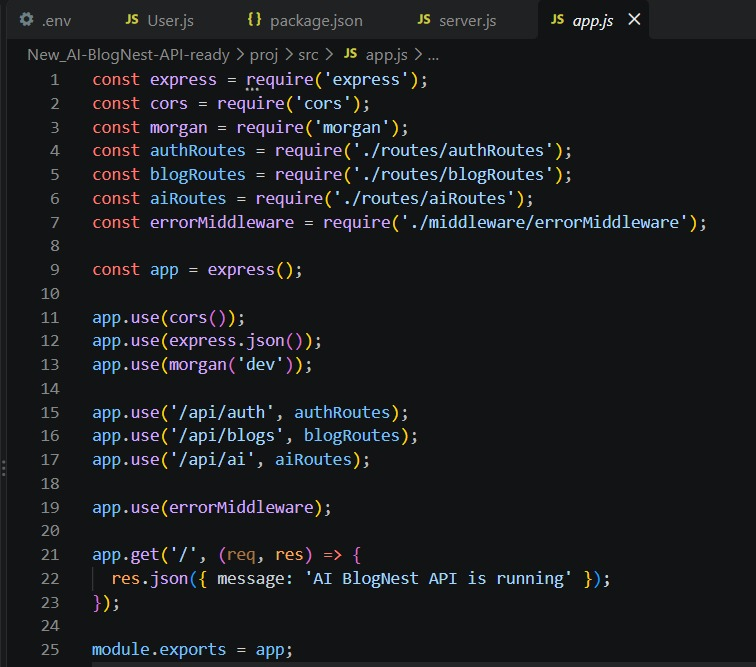 .env JS User.js {} package.json JS server.js JS app.js ×
New_AI-BlogNest-API-ready > proj > src > JS app.js > ...
1 const express = require('express');
2 const cors = require('cors');
3 const morgan = require('morgan');
4 const authRoutes = require('./routes/authRoutes');
5 const blogRoutes = require('./routes/blogRoutes');
6 const aiRoutes = require('./routes/aiRoutes');
7 const errorMiddleware = require('./middleware/errorMiddleware');
8
9 const app = express();
10
11 app.use(cors());
12 app.use(express.json());
13 app.use(morgan('dev'));
14
15 app.use('/api/auth', authRoutes);
16 app.use('/api/blogs', blogRoutes);
17 app.use('/api/ai', aiRoutes);
18
19 app.use(errorMiddleware);
20
21 app.get('/', (req, res) => {
22   res.json({ message: 'AI BlogNest API is running' });
23 });
24
25 module.exports = app;